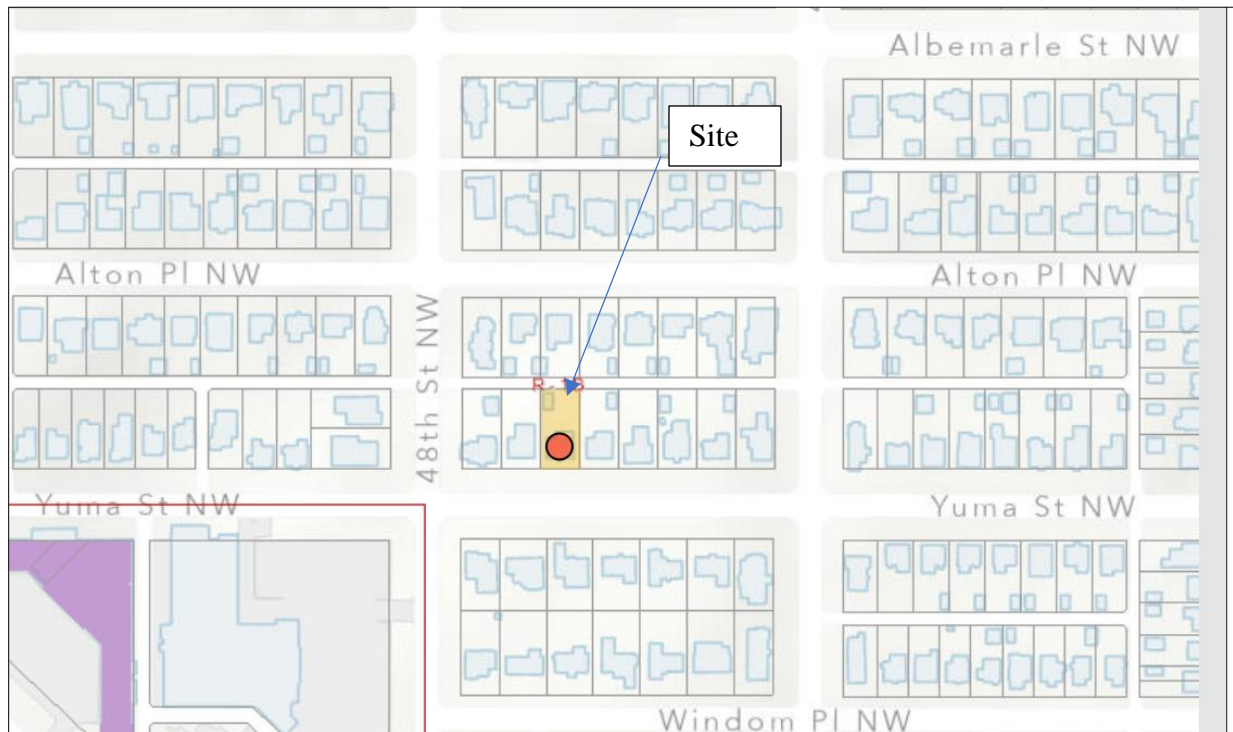 Albemarle St NW
Site
Alton Pl NW
Alton Pl NW
48th St NW
Yuma St NW
Yuma St NW
Windom Pl NW